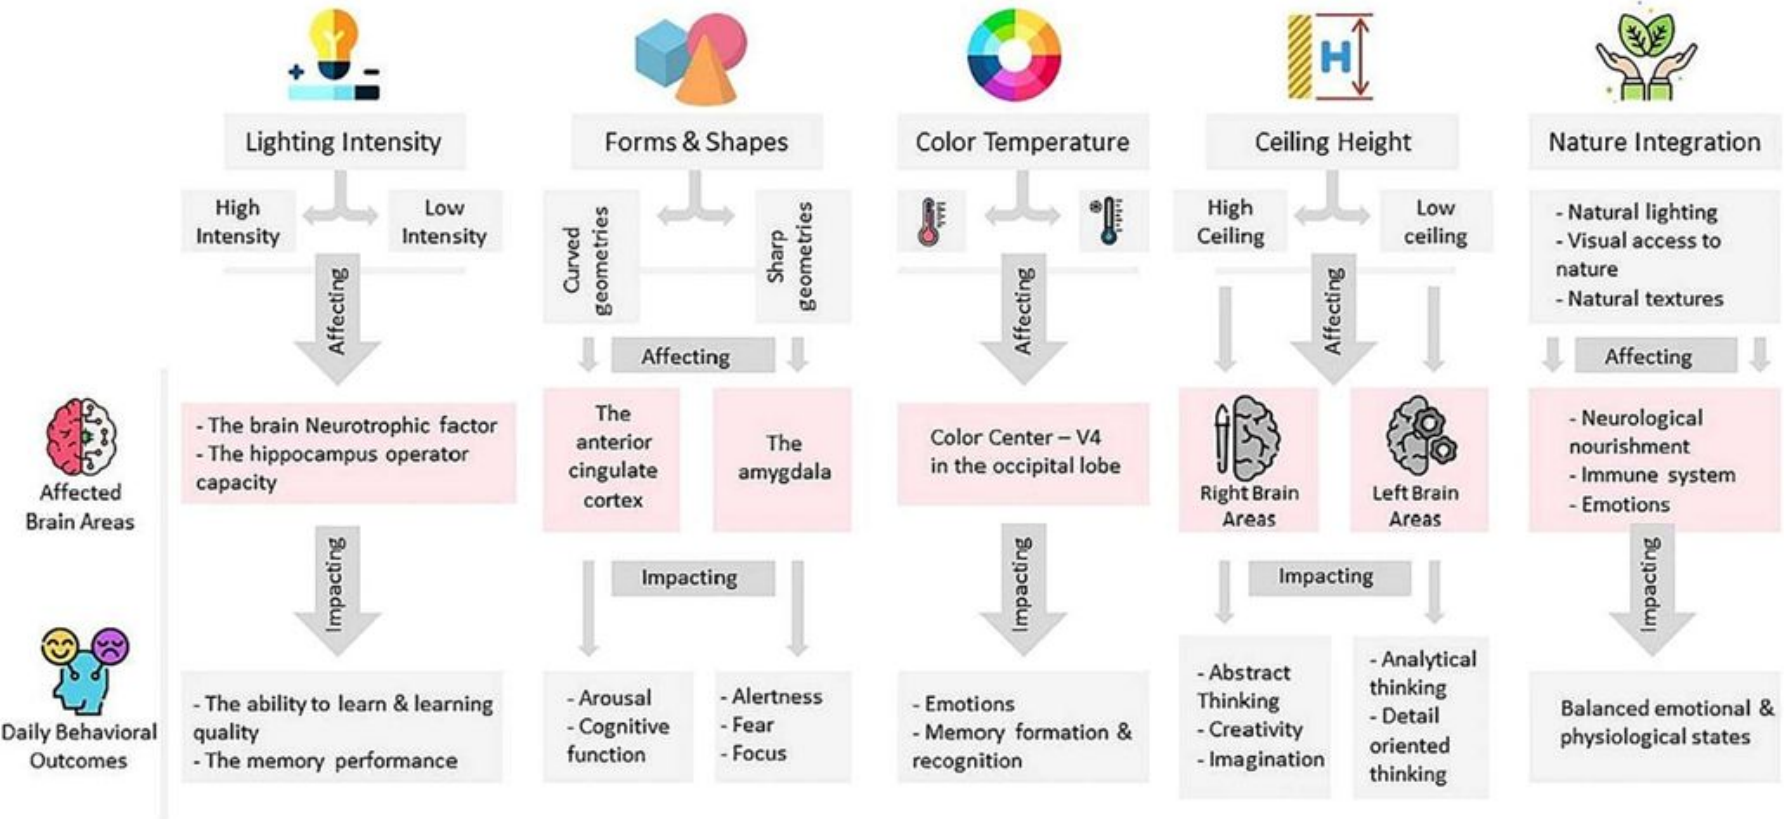 H
Lighting Intensity
Forms & Shapes
Color Temperature
Ceiling Height
Nature Integration
High
Intensity
Low
Intensity
Curved
geometries
Sharp
geometries
High
Ceiling
Low
ceiling
- Natural lighting
- Visual access to
nature
- Natural textures
Affecting
Affecting
Affecting
Affecting
Affecting
Affected
Brain Areas
- The brain Neurotrophic factor
- The hippocampus operator
capacity
The
anterior
cingulate
cortex
The
amygdala
Color Center – V4
in the occipital lobe
Right Brain
Areas
Left Brain
Areas
- Neurological
nourishment
- Immune system
- Emotions
Impacting
Impacting
Impacting
Impacting
Impacting
Daily Behavioral
Outcomes
- The ability to learn & learning
quality
- The memory performance
- Arousal
- Cognitive
function
- Alertness
- Fear
- Focus
- Emotions
- Memory formation &
recognition
- Abstract
Thinking
- Creativity
- Imagination
- Analytical
thinking
- Detail
oriented
thinking
Balanced emotional &
physiological states